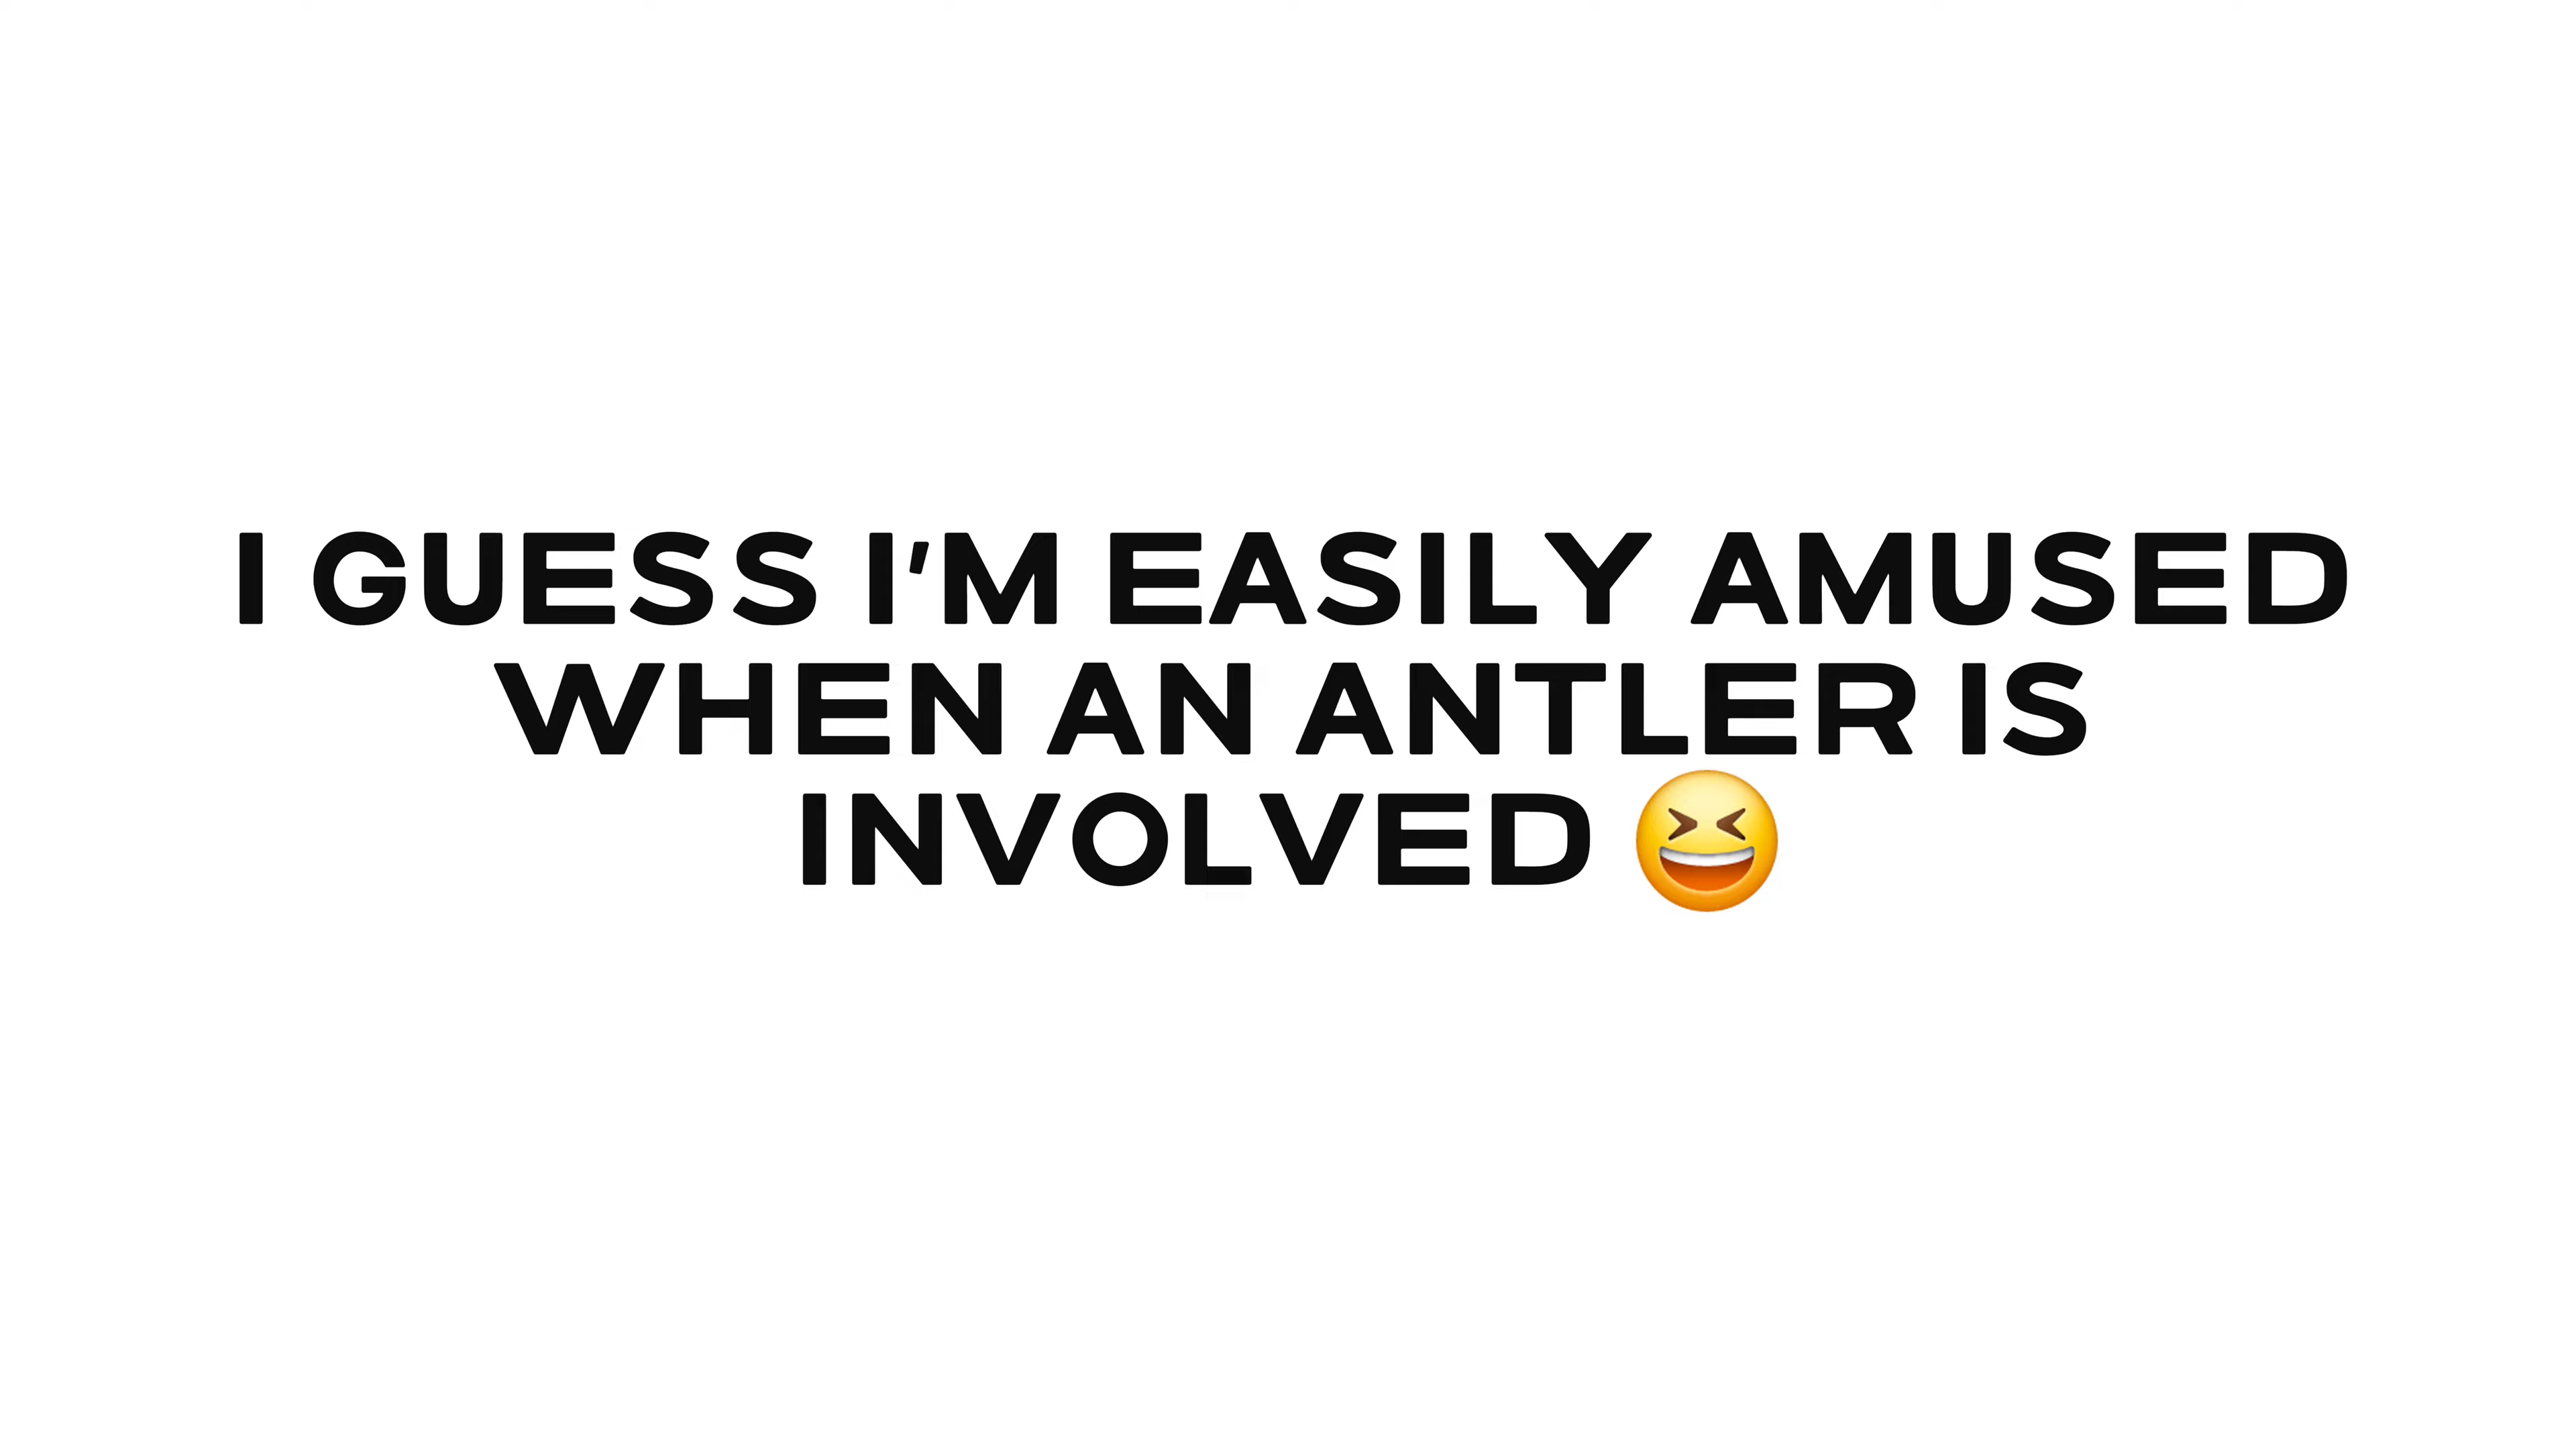 I GUESS I'M EASILY AMUSED
WHEN AN ANTLER IS
INVOLVED 😆